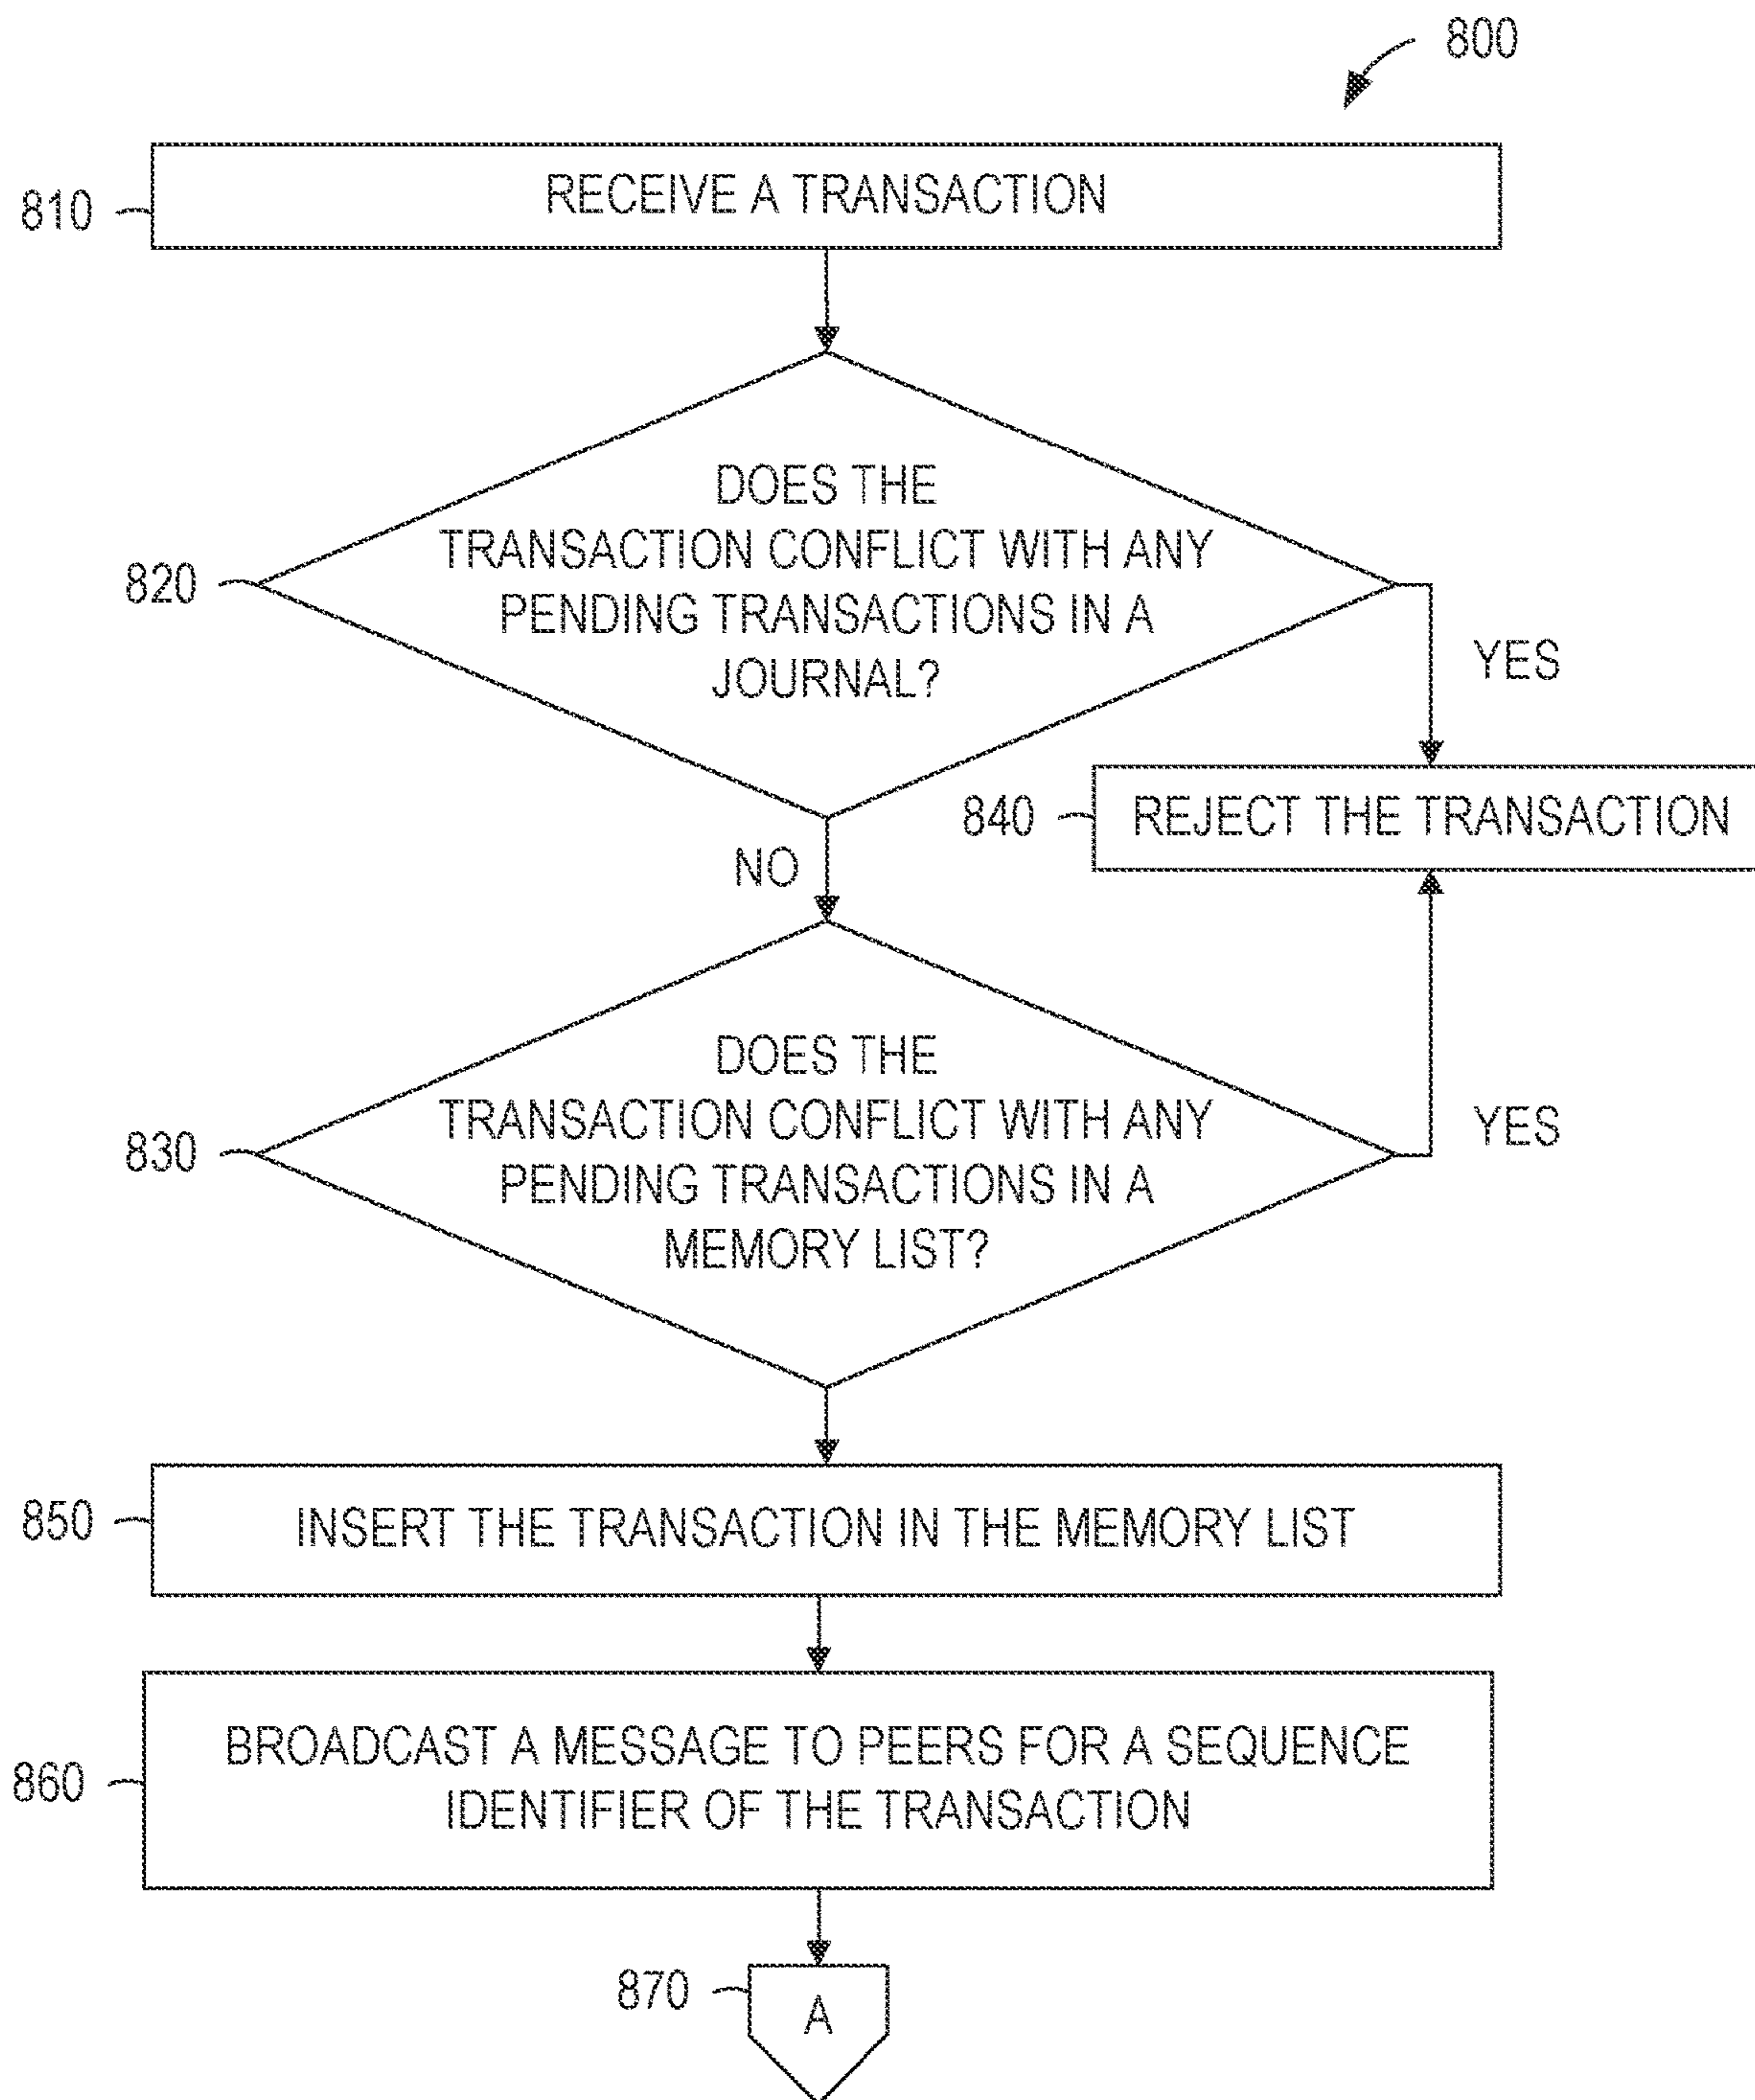 800
810
RECEIVE A TRANSACTION
820
DOES THE
TRANSACTION CONFLICT WITH ANY
PENDING TRANSACTIONS IN A
JOURNAL?
YES
840
REJECT THE TRANSACTION
NO
830
DOES THE
TRANSACTION CONFLICT WITH ANY
PENDING TRANSACTIONS IN A
MEMORY LIST?
YES
850
INSERT THE TRANSACTION IN THE MEMORY LIST
860
BROADCAST A MESSAGE TO PEERS FOR A SEQUENCE
IDENTIFIER OF THE TRANSACTION
870
A